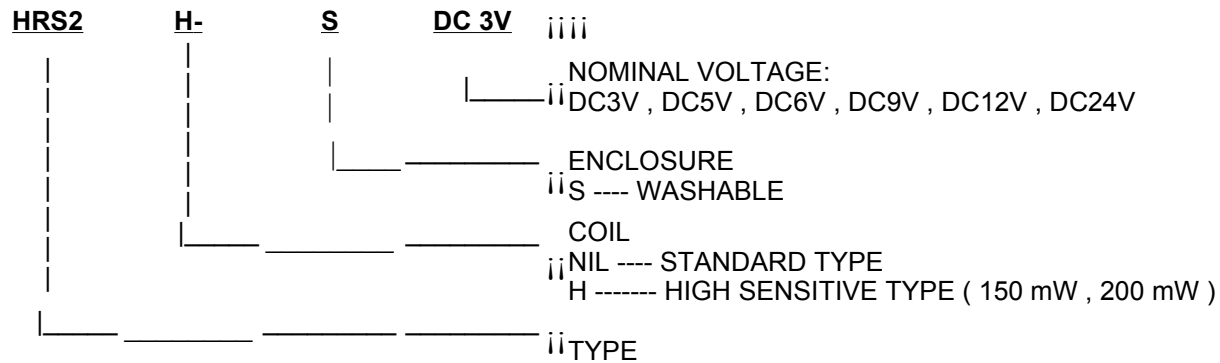 HRS2 H- S DC 3V ¡¡¡¡
¡¡NOMINAL VOLTAGE:
DC3V , DC5V , DC6V , DC9V , DC12V , DC24V
ENCLOSURE
¡¡S ---- WASHABLE
COIL
¡¡NIL ---- STANDARD TYPE
H ------- HIGH SENSITIVE TYPE ( 150 mW , 200 mW )
¡¡TYPE